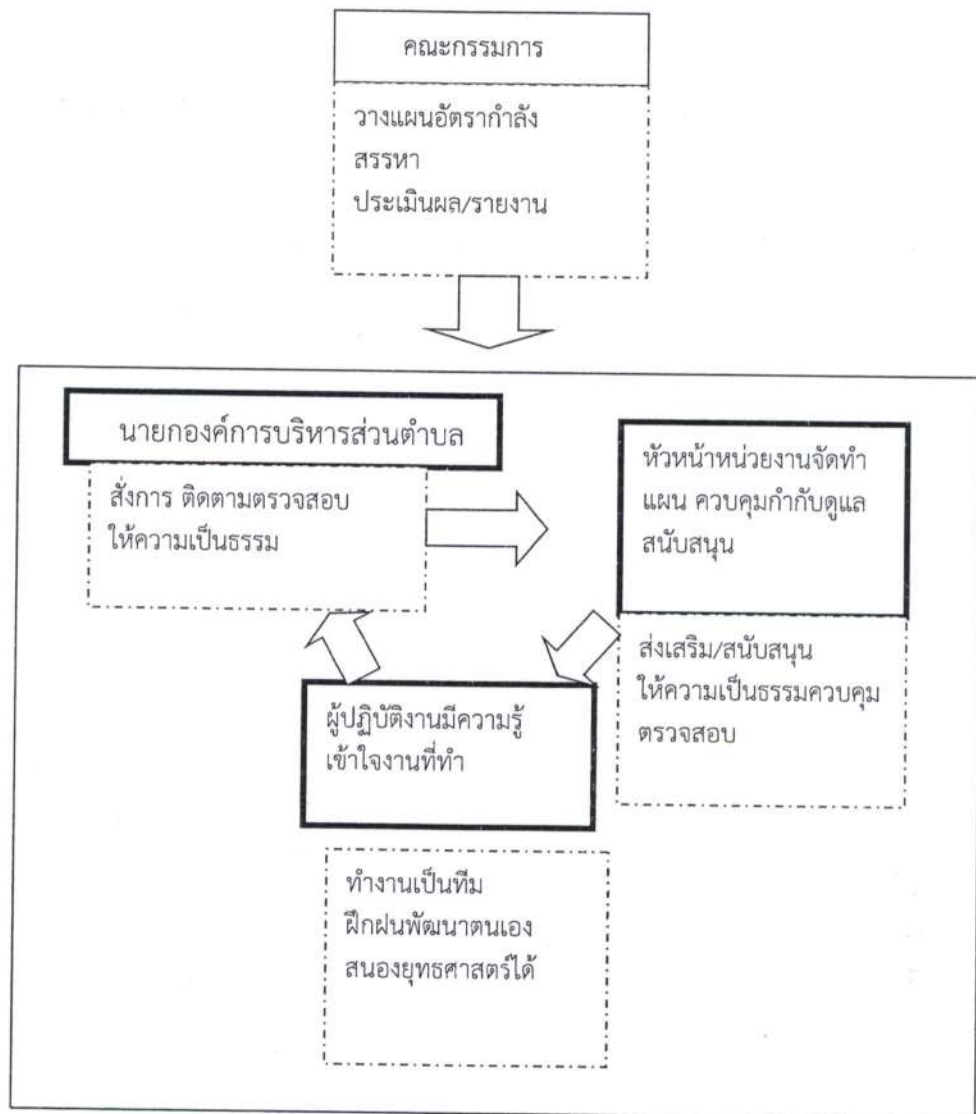 คณะกรรมการ
วางแผนอัตรากำลัง
สรรหา
ประเมินผล/รายงาน
นายกองค์การบริหารส่วนตำบล
สั่งการ ติดตามตรวจสอบ
ให้ความเป็นธรรม
หัวหน้าหน่วยงานจัดทำ
แผน ควบคุมกำกับดูแล
สนับสนุน
ส่งเสริม/สนับสนุน
ให้ความเป็นธรรมควบคุม
ตรวจสอบ
ผู้ปฏิบัติงานมีความรู้
เข้าใจงานที่ทำ
ทำงานเป็นทีม
ฝึกฝนพัฒนาตนเอง
สนองยุทธศาสตร์ได้